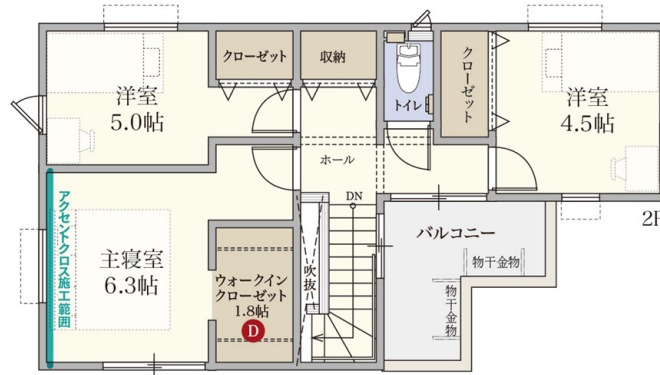 クローゼット
収納
トイレ
クローゼット
洋室
5.0帖
洋室
4.5帖
ホール
DN
吹抜
バルコニー
物干金物
物干金物
アクセントクロス施工範囲
主寝室
6.3帖
ウォークイン
クローゼット
1.8帖
D